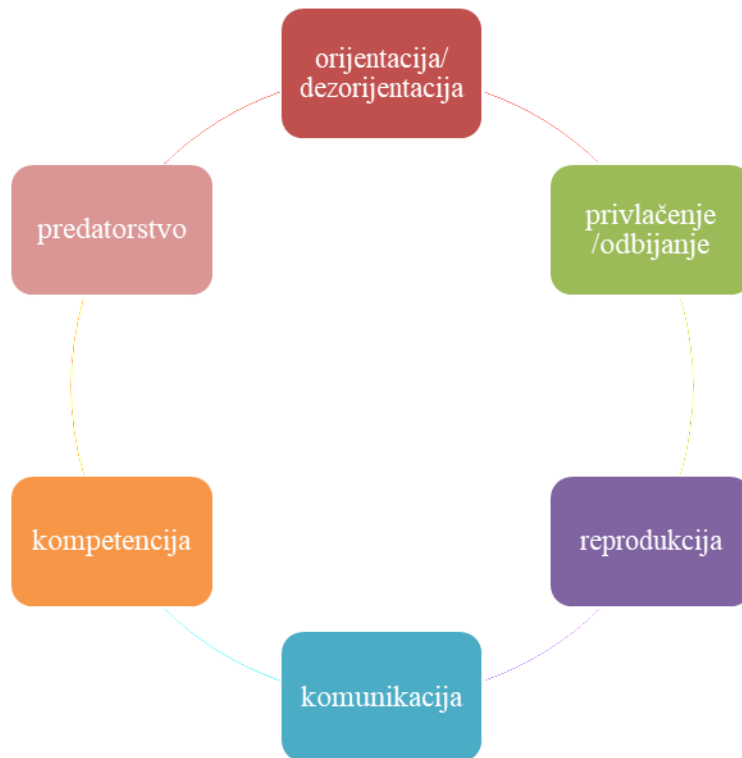 orijentacija/
dezorijentacija
privlačenje
/odbijanje
reprodukcija
komunikacija
kompetencija
predatorstvo